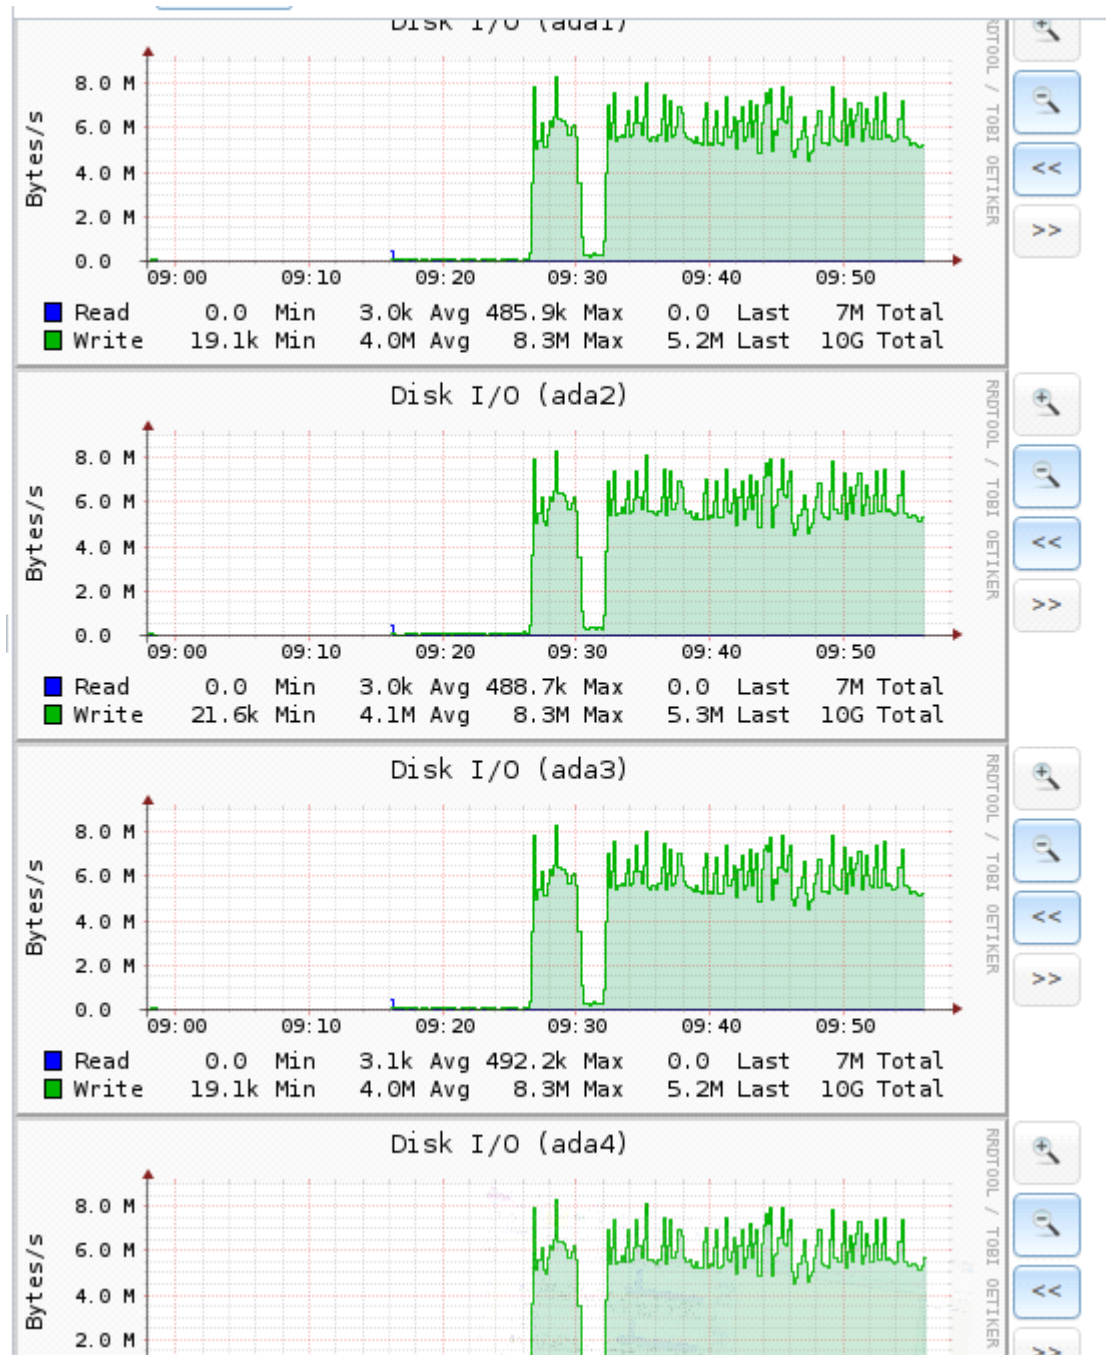 Disk I/O (ada1)
RRDTOOL / TOBI OETIKER
Bytes/s
8.0 M
6.0 M
4.0 M
2.0 M
0.0
09:00 09:10 09:20 09:30 09:40 09:50
Read 0.0 Min 3.0k Avg 485.9k Max 0.0 Last 7M Total
Write 19.1k Min 4.0M Avg 8.3M Max 5.2M Last 10G Total
<<
>>
Disk I/O (ada2)
RRDTOOL / TOBI OETIKER
Bytes/s
8.0 M
6.0 M
4.0 M
2.0 M
0.0
09:00 09:10 09:20 09:30 09:40 09:50
Read 0.0 Min 3.0k Avg 488.7k Max 0.0 Last 7M Total
Write 21.6k Min 4.1M Avg 8.3M Max 5.3M Last 10G Total
<<
>>
Disk I/O (ada3)
RRDTOOL / TOBI OETIKER
Bytes/s
8.0 M
6.0 M
4.0 M
2.0 M
0.0
09:00 09:10 09:20 09:30 09:40 09:50
Read 0.0 Min 3.1k Avg 492.2k Max 0.0 Last 7M Total
Write 19.1k Min 4.0M Avg 8.3M Max 5.2M Last 10G Total
<<
>>
Disk I/O (ada4)
RRDTOOL / TOBI OETIKER
Bytes/s
8.0 M
6.0 M
4.0 M
2.0 M
<<
>>